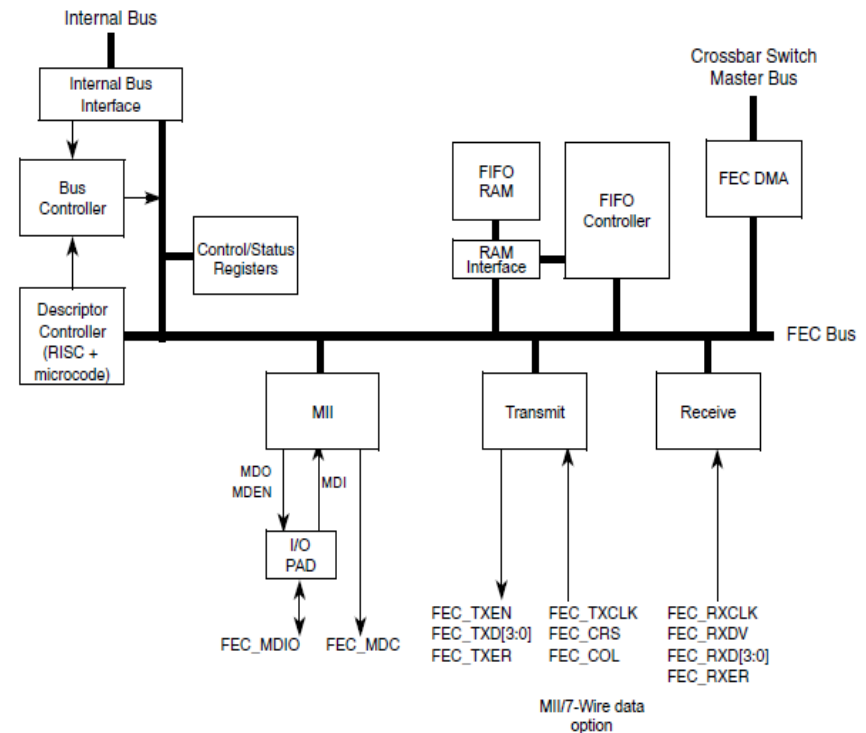 Internal Bus
Crossbar Switch
Master Bus
Internal Bus
Interface
Bus
Controller
FIFO
RAM
FIFO
Controller
FEC DMA
Control/Status
Registers
RAM
Interface
Descriptor
Controller
(RISC +
microcode)
FEC Bus
MII
Transmit
Receive
MDO
MDEN
MDI
I/O
PAD
FEC_MDIO
FEC_MDC
FEC_TXEN
FEC_TXD[3:0]
FEC_TXER
FEC_TXCLK
FEC_CRS
FEC_COL
FEC_RXCLK
FEC_RXDV
FEC_RXD[3:0]
FEC_RXER
MII/7-Wire data
option